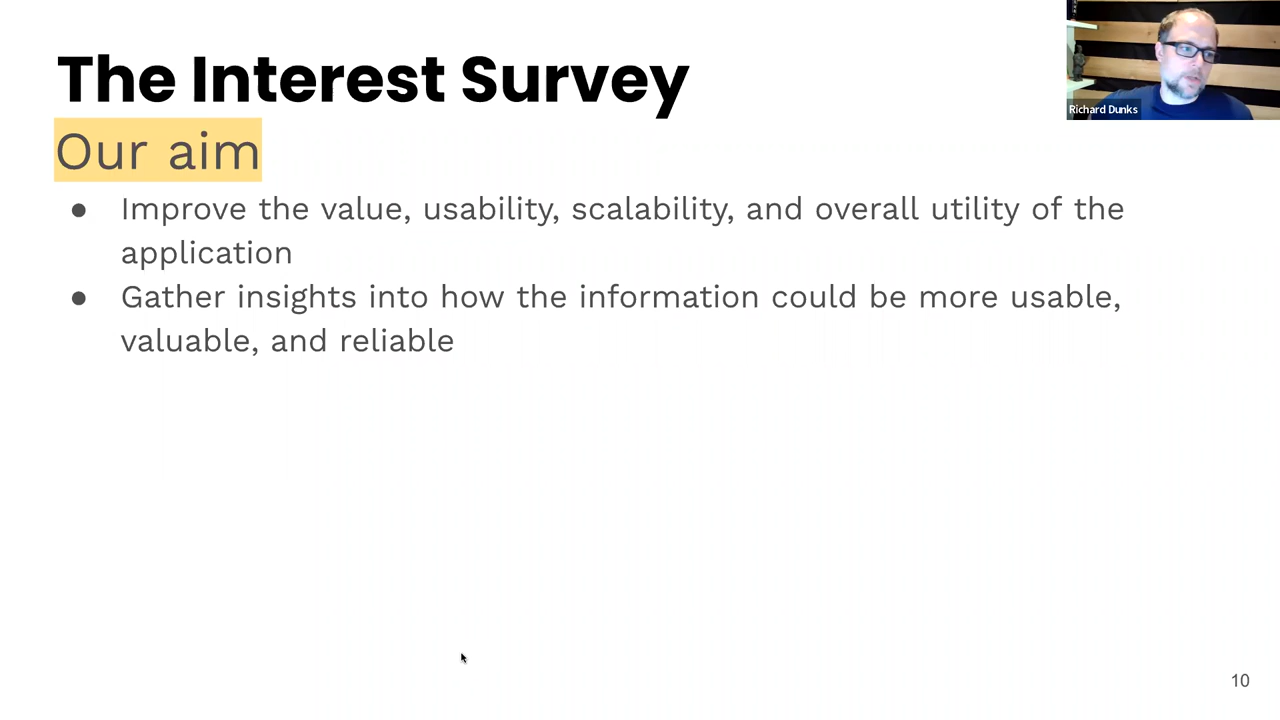 The Interest Survey
Our aim
● Improve the value, usability, scalability, and overall utility of the
application
● Gather insights into how the information could be more usable,
valuable, and reliable
Richard Dunks
10